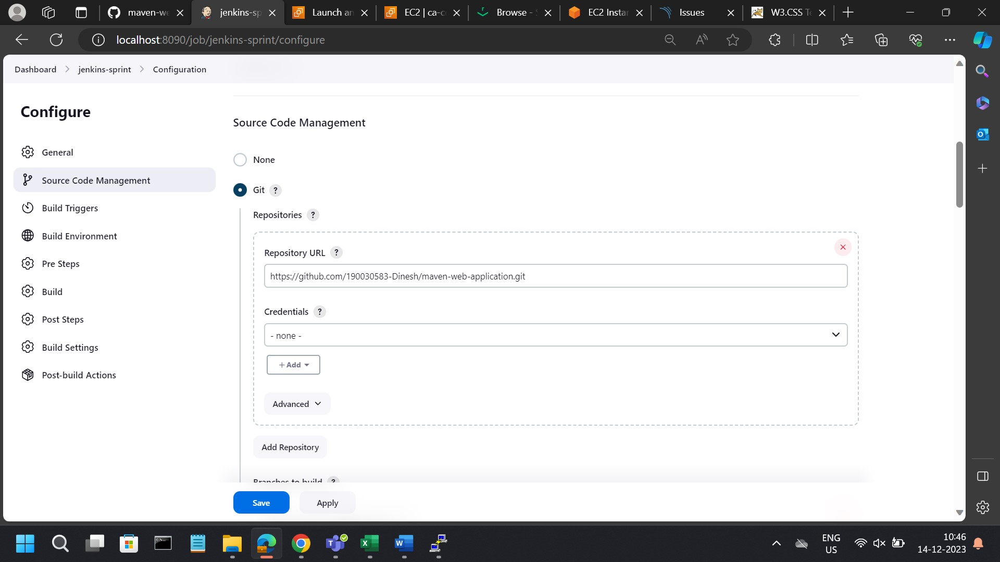 maven-we
jenkins-sp
Launch an
EC2 | ca-c
Browse - S
EC2 Instan
Issues
W3.CSS Te
localhost:8090/job/jenkins-sprint/configure
Dashboard > jenkins-sprint > Configuration
Configure
General
Source Code Management
Build Triggers
Build Environment
Pre Steps
Build
Post Steps
Build Settings
Post-build Actions
Source Code Management
None
Git ?
Repositories ?
Repository URL ?
https://github.com/190030583-Dinesh/maven-web-application.git
Credentials ?
- none -
+ Add
Advanced
Add Repository
Branches to build ?
Save
Apply
ENG
US
10:46
14-12-2023